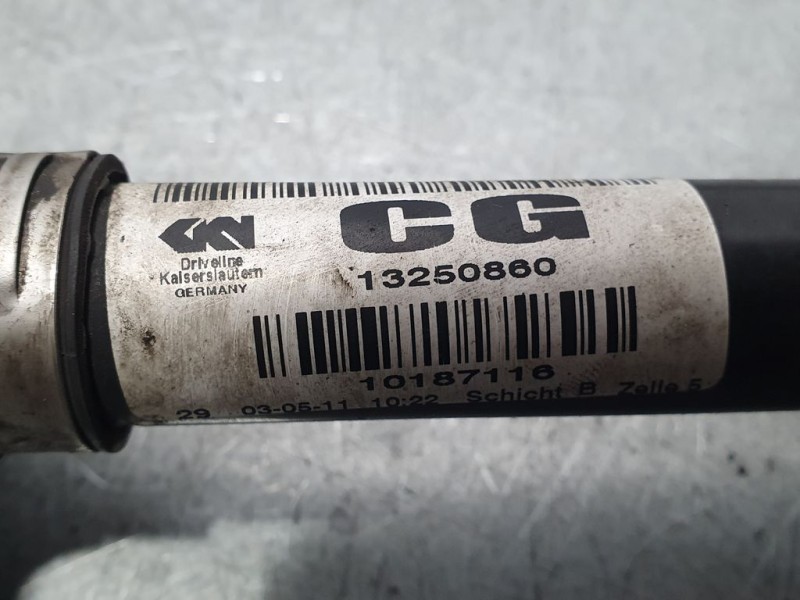 GKN
CG
Driveline
Kaiserslautern
GERMANY
13250860
10187116
29 03-05-11 10:22 Schicht B Zelle 5